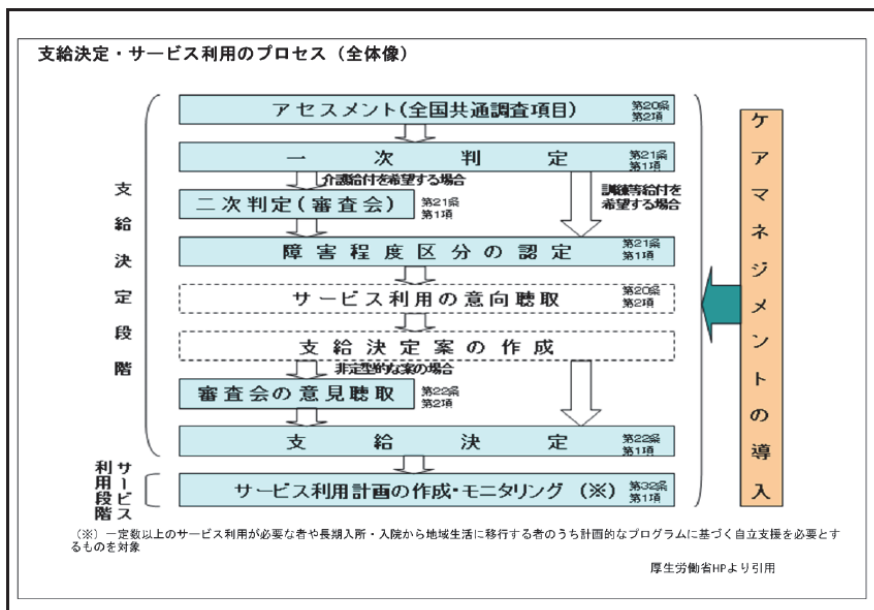 支給決定・サービス利用のプロセス（全体像）
アセスメント(全国共通調査項目)
第20条
第2項
一次判定
第21条
第1項
介護給付を希望する場合
訓練等給付を
希望する場合
二次判定(審査会)
第21条
第1項
障害程度区分の認定
第21条
第1項
サービス利用の意向聴取
第20条
第2項
支給決定案の作成
非定型的な案の場合
審査会の意見聴取
第22条
第2項
支給決定
第22条
第1項
サービス利用計画の作成・モニタリング (※)
第32条
第1項
支給決定段階
サービス
利用段階
ケアマネジメントの導入
（※）一定数以上のサービス利用が必要な者や長期入所・入院から地域生活に移行する者のうち計画的なプログラムに基づく自立支援を必要とす
るものを対象
厚生労働省HPより引用